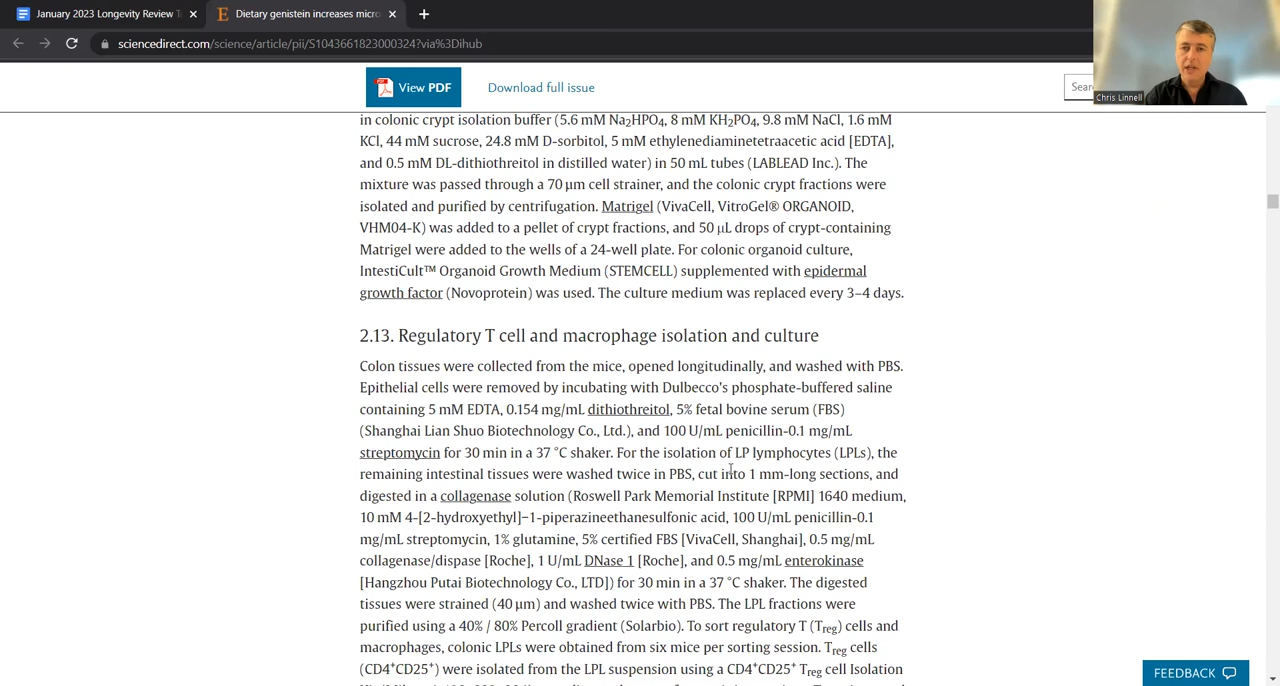 January 2023 Longevity Review T
Dietary genistein increases micro
sciencedirect.com/science/article/pii/S1043661823000324?via%3Dihub
View PDF
Download full issue
Sear
Chris Linnell
in colonic crypt isolation buffer (5.6 mM Na₂HPO₄, 8 mM KH₂PO₄, 9.8 mM NaCl, 1.6 mM
KCl, 44 mM sucrose, 24.8 mM D-sorbitol, 5 mM ethylenediaminetetraacetic acid [EDTA],
and 0.5 mM DL-dithiothreitol in distilled water) in 50 mL tubes (LABLEAD Inc.). The
mixture was passed through a 70 µm cell strainer, and the colonic crypt fractions were
isolated and purified by centrifugation. Matrigel (VivaCell, VitroGel® ORGANOID,
VHM04-K) was added to a pellet of crypt fractions, and 50 μL drops of crypt-containing
Matrigel were added to the wells of a 24-well plate. For colonic organoid culture,
IntestiCult™ Organoid Growth Medium (STEMCELL) supplemented with epidermal
growth factor (Novoprotein) was used. The culture medium was replaced every 3–4 days.
2.13. Regulatory T cell and macrophage isolation and culture
Colon tissues were collected from the mice, opened longitudinally, and washed with PBS.
Epithelial cells were removed by incubating with Dulbecco's phosphate-buffered saline
containing 5 mM EDTA, 0.154 mg/mL dithiothreitol, 5% fetal bovine serum (FBS)
(Shanghai Lian Shuo Biotechnology Co., Ltd.), and 100 U/mL penicillin-0.1 mg/mL
streptomycin for 30 min in a 37 °C shaker. For the isolation of LP lymphocytes (LPLs), the
remaining intestinal tissues were washed twice in PBS, cut into 1 mm-long sections, and
digested in a collagenase solution (Roswell Park Memorial Institute [RPMI] 1640 medium,
10 mM 4-[2-hydroxyethyl]−1-piperazineethanesulfonic acid, 100 U/mL penicillin-0.1
mg/mL streptomycin, 1% glutamine, 5% certified FBS [VivaCell, Shanghai], 0.5 mg/mL
collagenase/dispase [Roche], 1 U/mL DNase 1 [Roche], and 0.5 mg/mL enterokinase
[Hangzhou Putai Biotechnology Co., LTD]) for 30 min in a 37 °C shaker. The digested
tissues were strained (40 µm) and washed twice with PBS. The LPL fractions were
purified using a 40% / 80% Percoll gradient (Solarbio). To sort regulatory T (Treg) cells and
macrophages, colonic LPLs were obtained from six mice per sorting session. Treg cells
(CD4⁺CD25⁺) were isolated from the LPL suspension using a CD4⁺CD25⁺ Treg cell Isolation
FEEDBACK